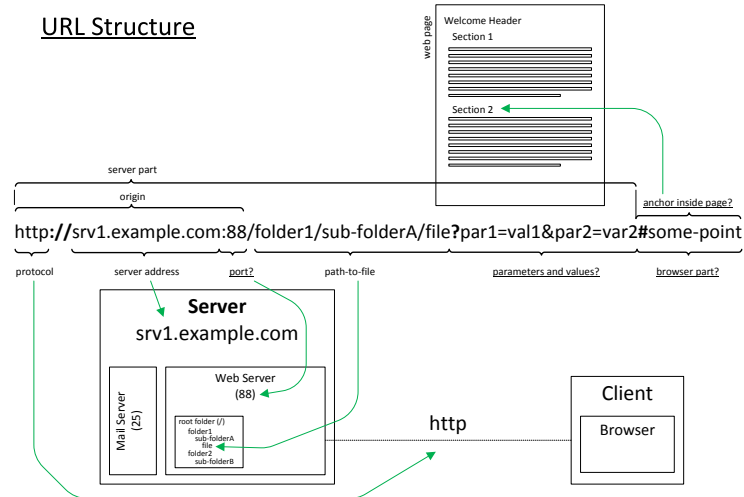 URL Structure
web page
Welcome Header
Section 1
Section 2
server part
origin
anchor inside page?
http://srv1.example.com:88/folder1/sub-folderA/file?par1=val1&par2=var2#some-point
protocol
server address
port?
path-to-file
parameters and values?
browser part?
Server
srv1.example.com
Mail Server
(25)
Web Server
(88)
root folder (/)
folder1
sub-folderA
file
folder2
sub-folderB
http
Client
Browser